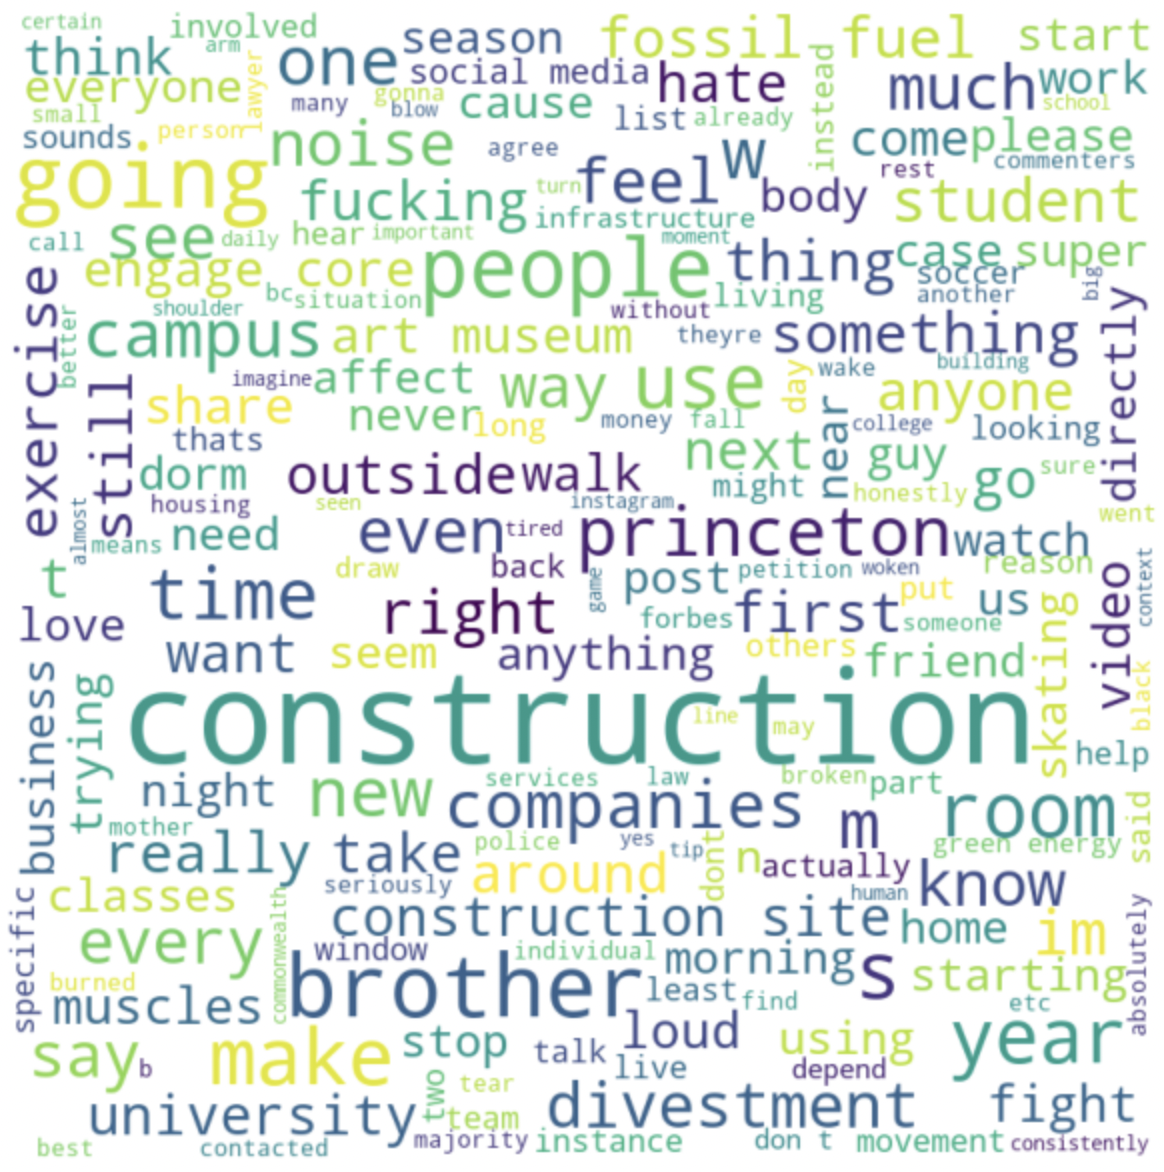 certain
involved
season
fossil fuel
start
think
arm
lawyer
one
social media
hate
much
work
everyone
many
gonna
blow
cause
list
already
instead
school
small
sounds
person
noise
agree
feel
w
come
please
commenters
rest
going
fucking
turn
infrastructure
body
student
call
see
daily
hear
important
people
moment
thing
case
super
engage core
soccer
another
big
bc
situation
living
shoulder
without
exercise
better
campus
art museum
theyre
something
directly
building
still
imagine
affect
way
use
day
wake
anyone
share
never
long
money
fall
near
college
looking
thats
dorm
outside
walk
next
guy
might
go
sure
housing
seen
instagram
honestly
went
almost
means
need
even
tired
princeton
watch
context
t
draw
back
game
post
petition
woken
reason
video
time
put
us
love
right
forbes
first
someone
skating
want
seem
anything
others
friend
black
business
trying
construction
line
may
help
night
new
services
law
broken
part
companies
m
room
said
mother
really
take
police
yes
tip
dont
n
actually
green energy
seriously
around
human
know
classes
commonwealth
construction site
home
im
absolutely
specific
every
window
individual
morning
s
starting
burned
muscles
brother
least
find
etc
say
b
make
stop
loud
talk
live
using
year
depend
two
tear
university
team
divestment
fight
best
contacted
majority
instance
don t
movement
consistently